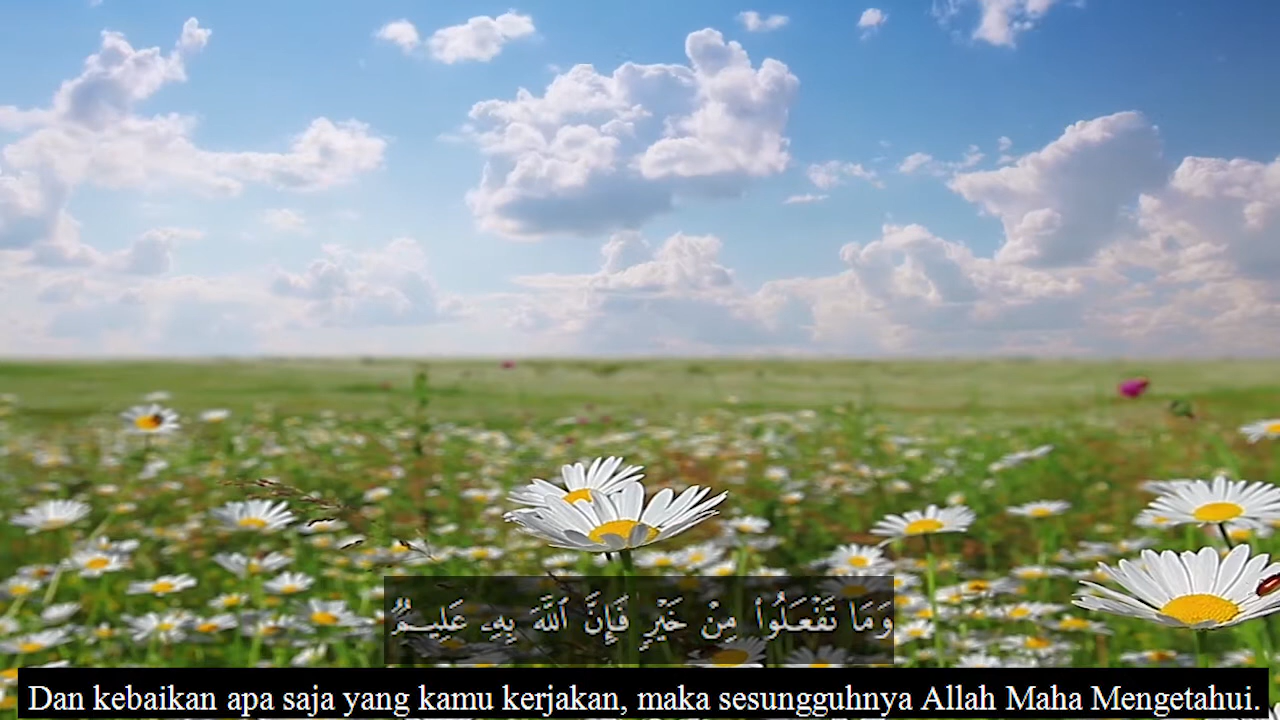 وَمَا تَفْعَلُوا۟ مِنْ خَيْرٍ فَإِنَّ ٱللَّهَ بِهِۦ عَلِيمٌ
Dan kebaikan apa saja yang kamu kerjakan, maka sesungguhnya Allah Maha Mengetahui.